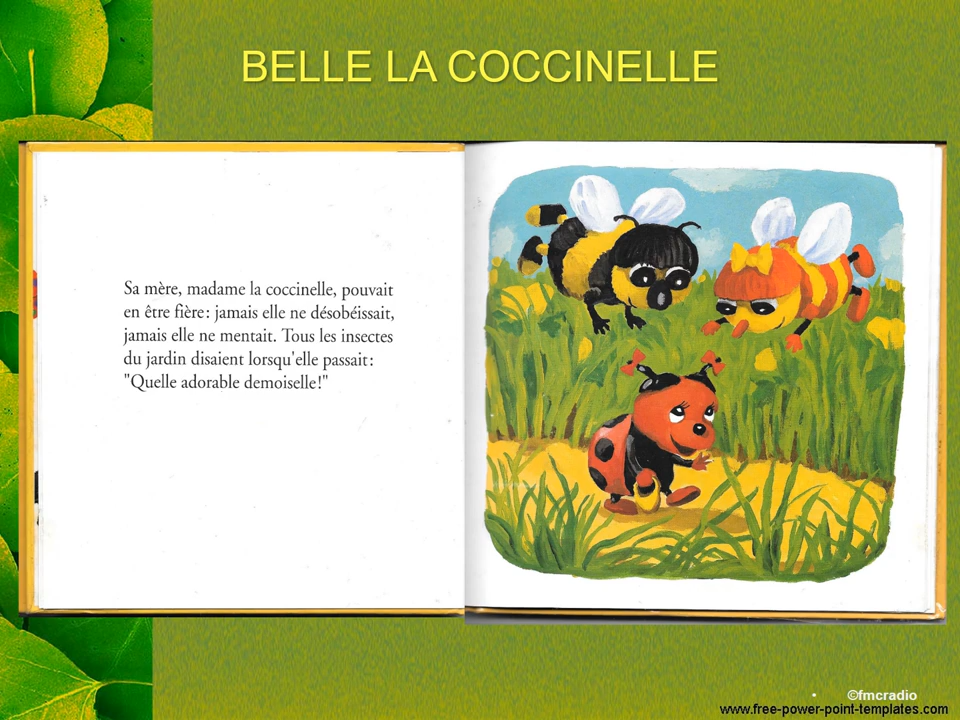 BELLE LA COCCINELLE
Sa mère, madame la coccinelle, pouvait
en être fière: jamais elle ne désobéissait,
jamais elle ne mentait. Tous les insectes
du jardin disaient lorsqu'elle passait:
"Quelle adorable demoiselle!"
• ©fmcradio
www.free-power-point-templates.com